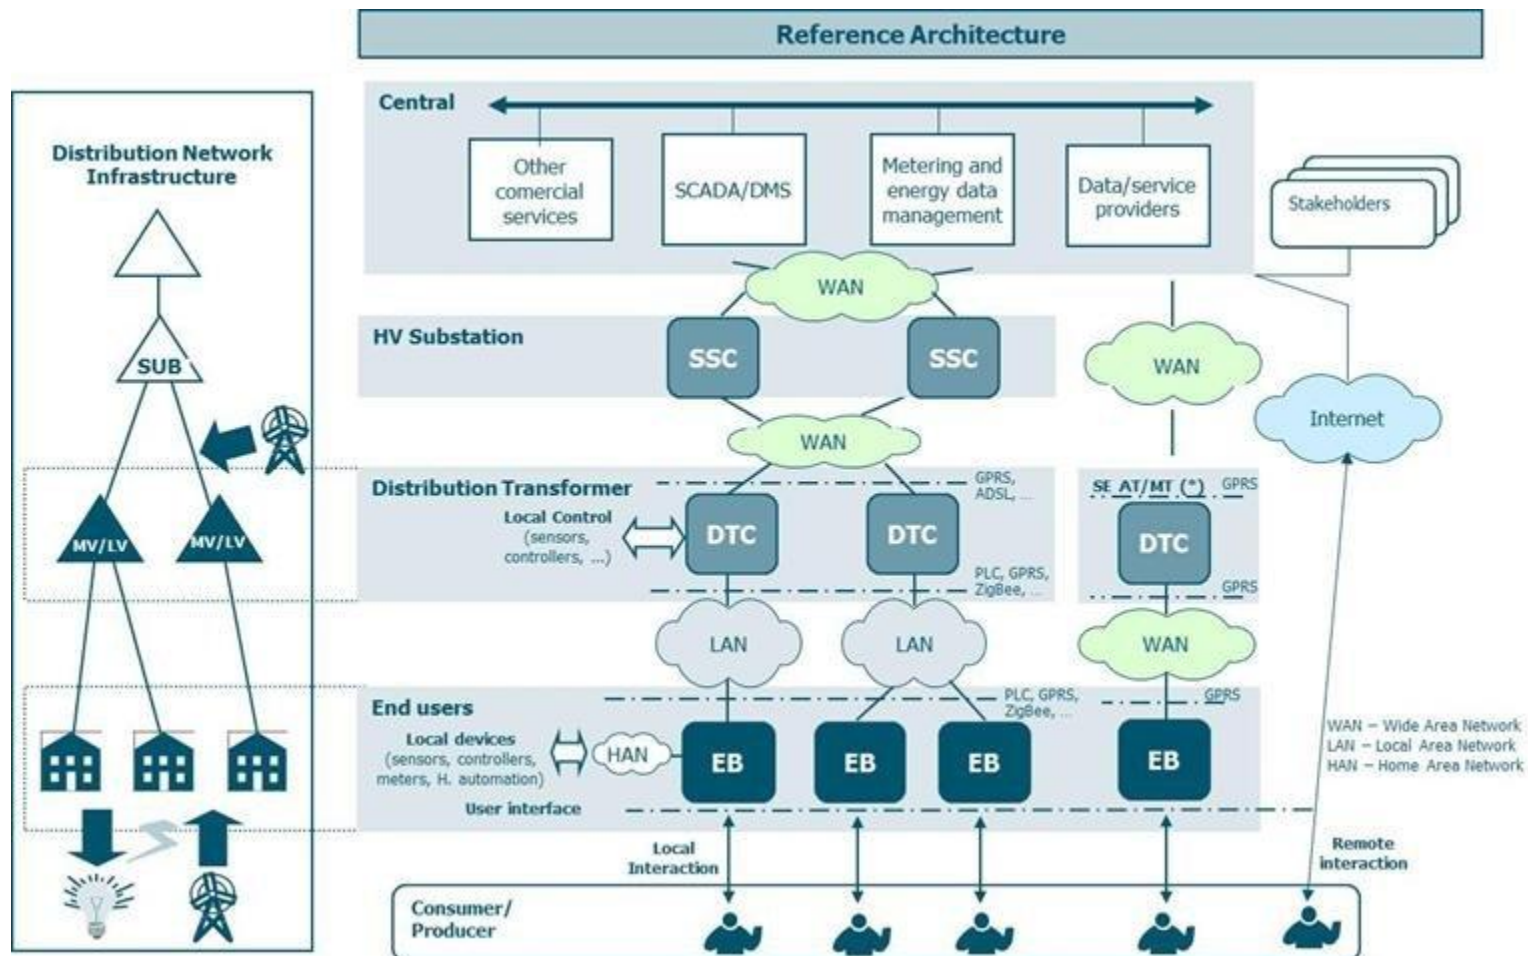 Reference Architecture
Distribution Network
Infrastructure
SUB
MV/LV
MV/LV
Central
Other
comercial
services
SCADA/DMS
Metering and
energy data
management
Data/service
providers
Stakeholders
WAN
HV Substation
SSC
SSC
WAN
Internet
WAN
Distribution Transformer
GPRS,
ADSL, ...
SE AT/MT (*)
GPRS
Local Control
(sensors,
controllers, ...)
DTC
DTC
DTC
PLC, GPRS,
ZigBee, ...
GPRS
LAN
LAN
WAN
End users
PLC, GPRS,
ZigBee, ...
GPRS
Local devices
(sensors, controllers,
meters, H. automation)
HAN
EB
EB
EB
EB
User interface
WAN – Wide Area Network
LAN – Local Area Network
HAN – Home Area Network
Local
Interaction
Remote
interaction
Consumer/
Producer